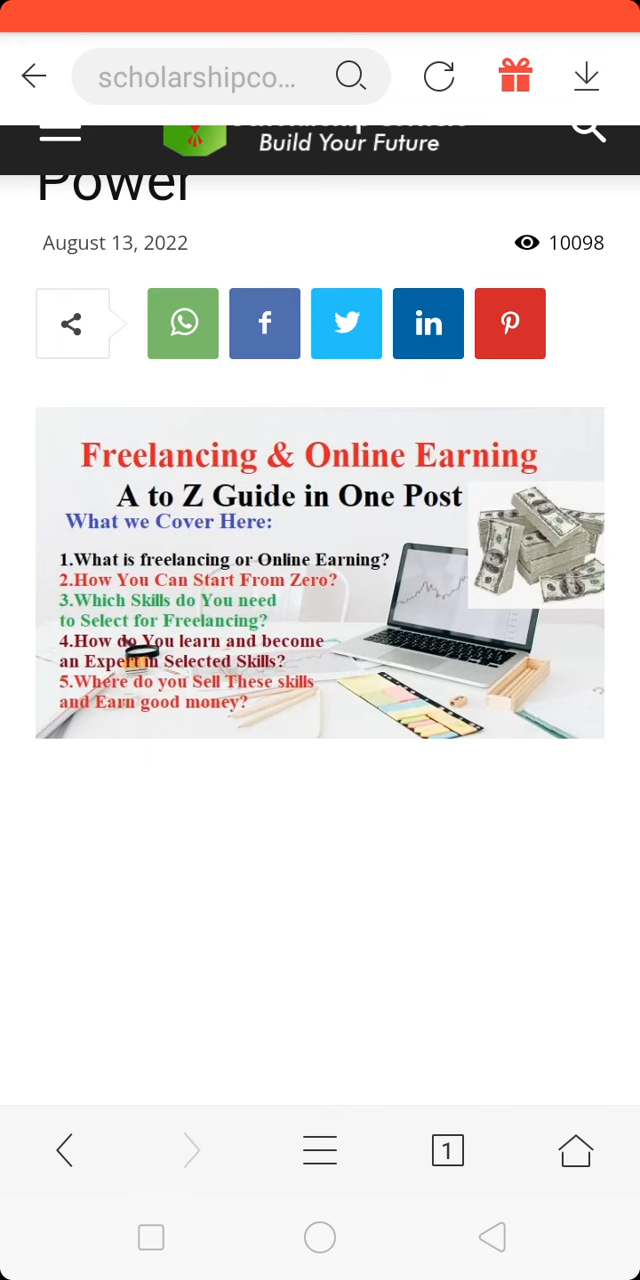 scholarshipco...
Build Your Future
Power
August 13, 2022
10098
Freelancing & Online Earning
A to Z Guide in One Post
What we Cover Here:
1.What is freelancing or Online Earning?
2.How You Can Start From Zero?
3.Which Skills do You need
to Select for Freelancing?
4.How do You learn and become
an Expert in Selected Skills?
5.Where do you Sell These skills
and Earn good money?
1